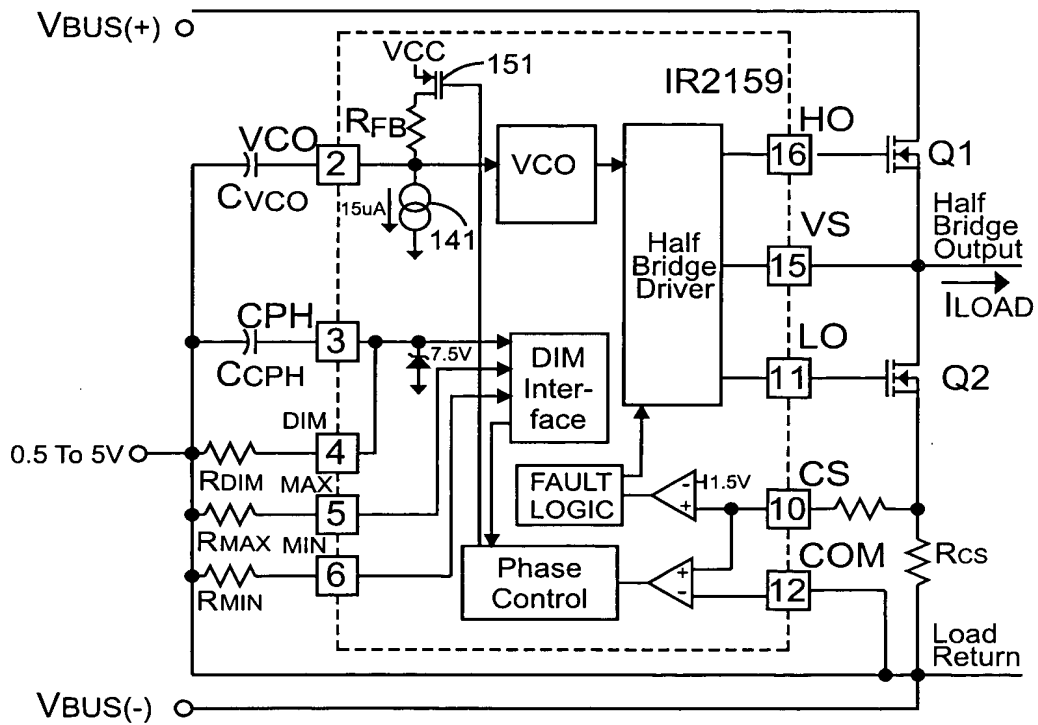 VBUS(+)
VCC
151
IR2159
RFB
VCO
2
CVCO
15uA
141
VCO
Half
Bridge
Driver
HO
16
Q1
VS
15
Half
Bridge
Output
ILOAD
CPH
3
CCPH
7.5V
DIM
Inter-
face
LO
11
Q2
DIM
4
0.5 To 5V
RDIM
MAX
5
RMAX
MIN
6
RMIN
FAULT
LOGIC
-
+
1.5V
CS
10
RCS
Phase
Control
+
-
COM
12
Load
Return
VBUS(-)